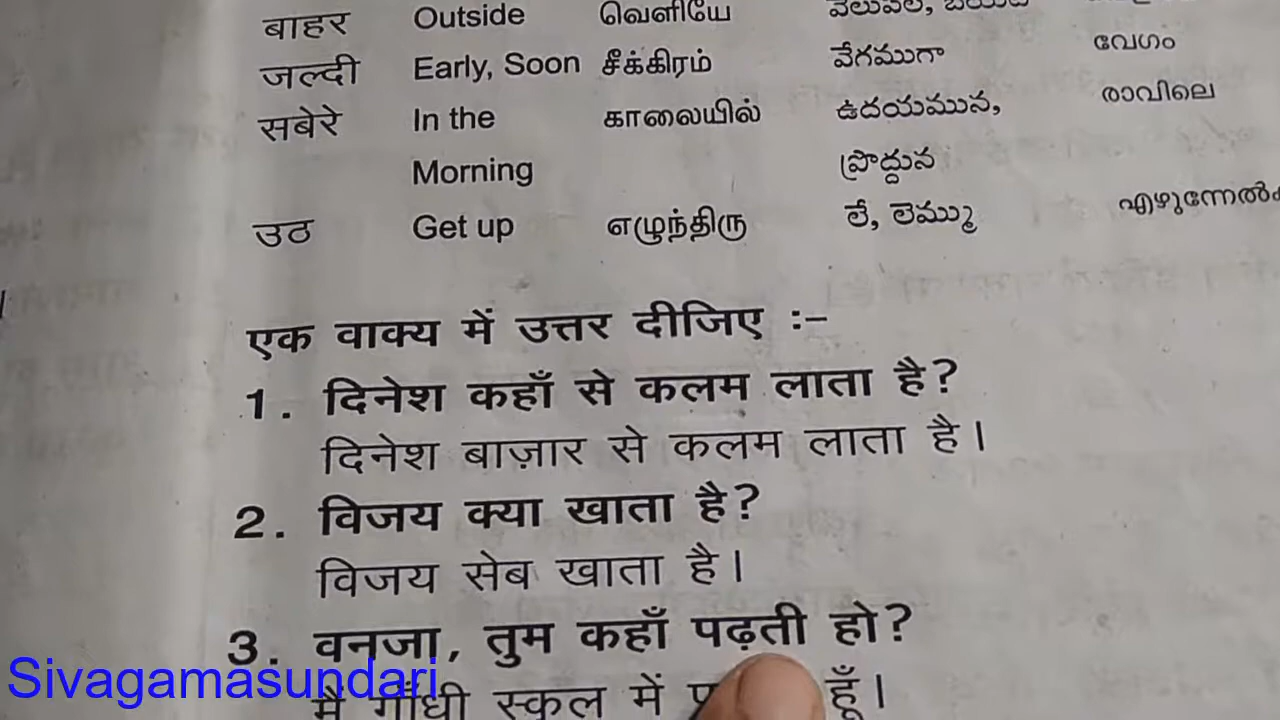 बाहर Outside வெளியே
जल्दी Early, Soon சீக்கிரம் వేగముగా വേഗം
सबेरे In the காலையில் ఉదయమున, രാവിലെ
Morning ప్రొద్దున
उठ Get up எழுந்திரு లే, లెమ్ము
एक वाक्य में उत्तर दीजिए :–
1. दिनेश कहाँ से कलम लाता है?
दिनेश बाज़ार से कलम लाता है।
2. विजय क्या खाता है?
विजय सेब खाता है।
3. वनजा, तुम कहाँ पढ़ती हो?
मैं गाँधी स्कूल में हूँ।
Sivagamasundari